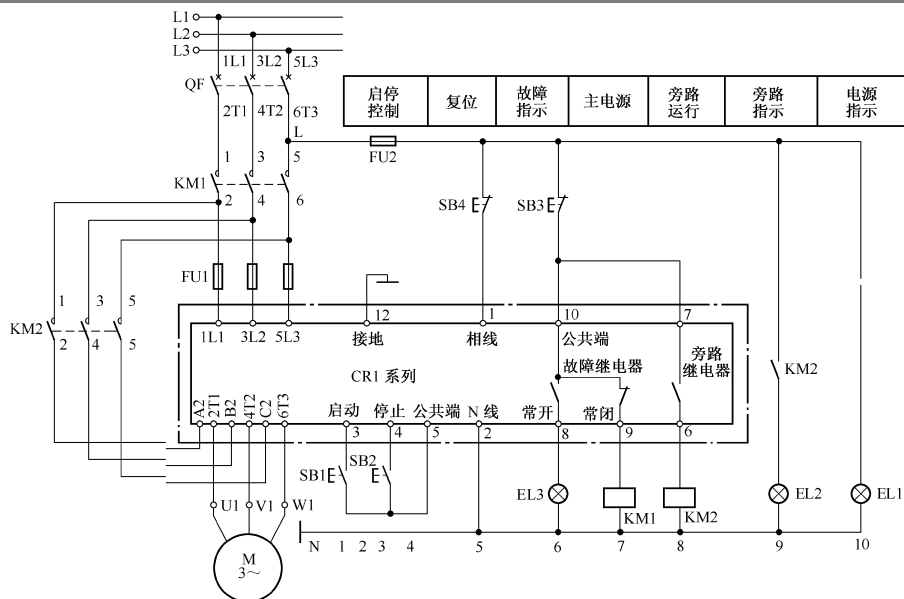 L1
L2
L3
1L1 3L2 5L3
QF
2T1 4T2 6T3
启停控制 复位 故障指示 主电源 旁路运行 旁路指示 电源指示
L
FU2
1 3 5
KM1
2 4 6
SB4
SB3
FU1
1 3 5
KM2
2 4 5
12 1 10 7
1L1 3L2 5L3 接地 相线 公共端
故障继电器
旁路继电器
CR1 系列
KM2
A2 2T1 B2 4T2 C2 6T3
启动 停止 公共端 N 线 常开 常闭
3 4 5 2 8 9 6
SB1
SB2
EL3
KM1
KM2
EL2
EL1
U1 V1 W1
N 1 2 3 4 5 6 7 8 9 10
M
3～